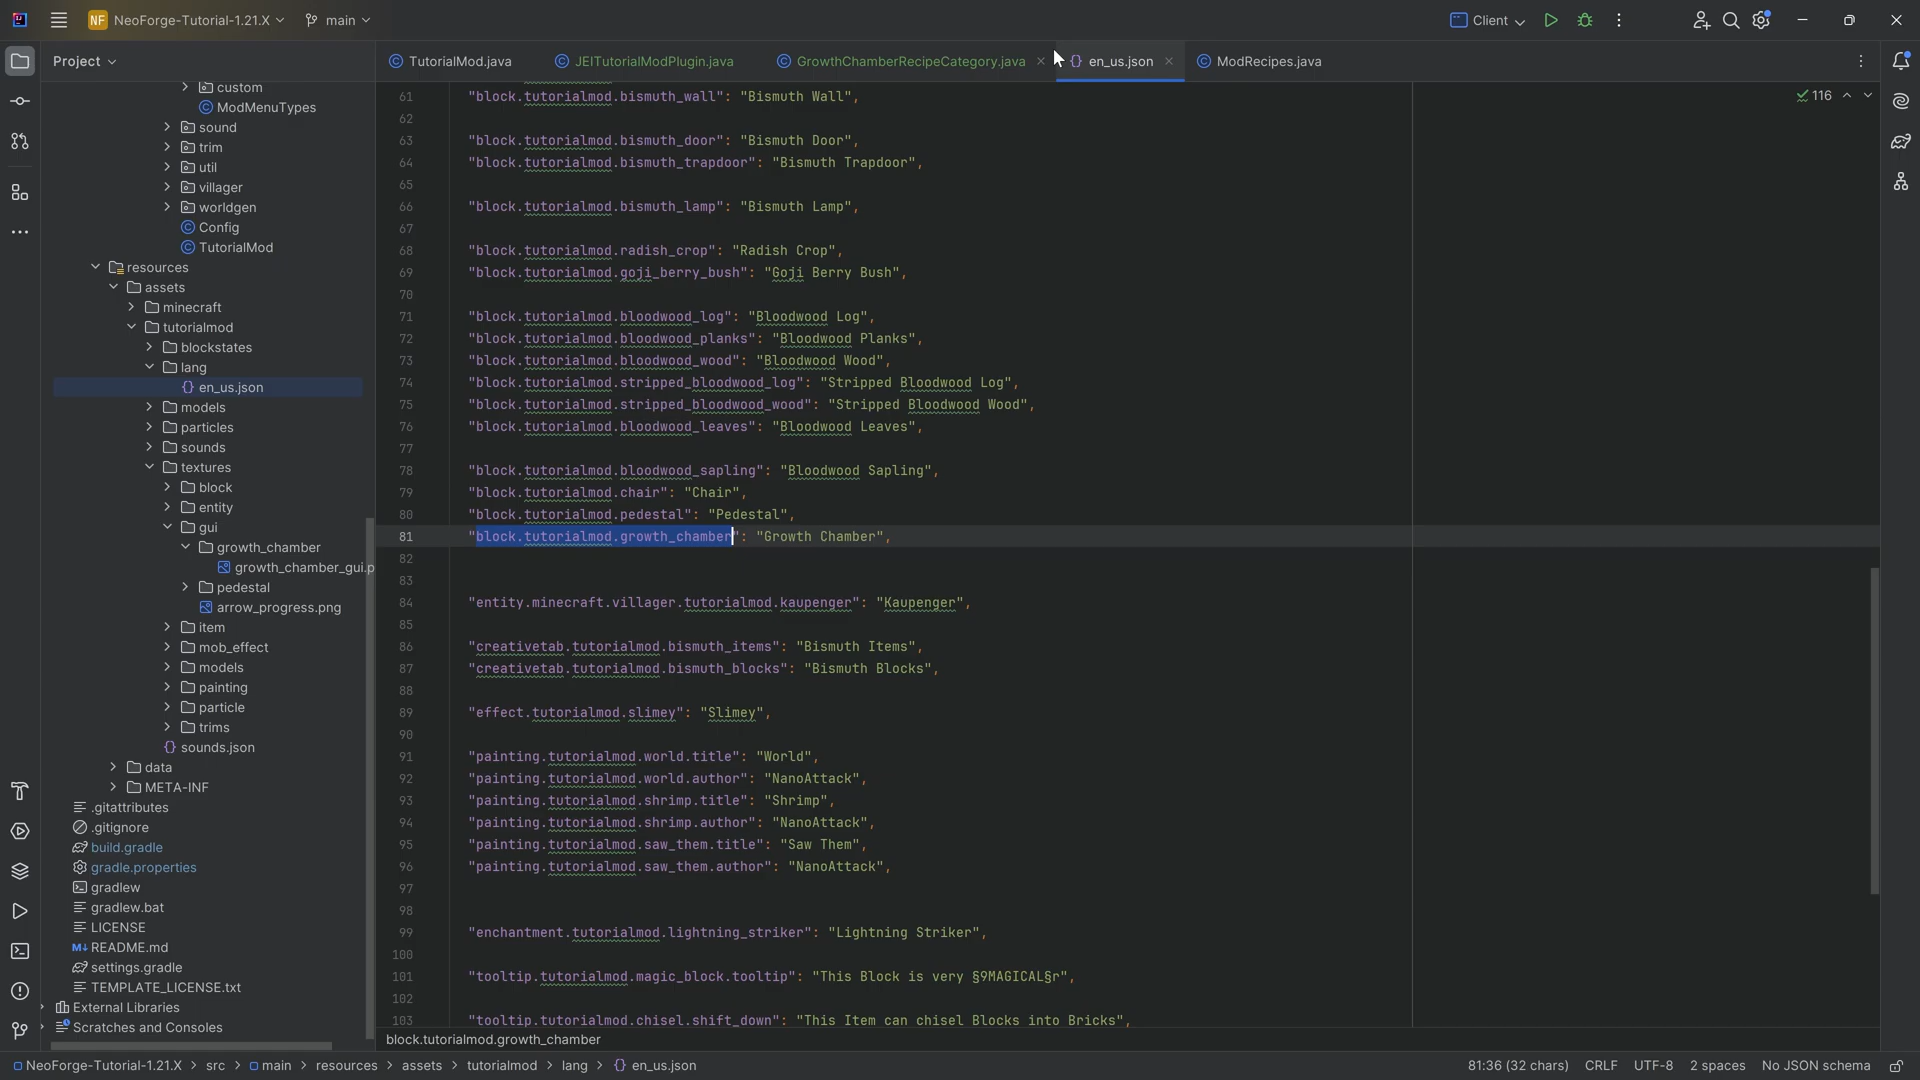 NF NeoForge-Tutorial-1.21.X main Client
Project
TutorialMod.java JEITutorialModPlugin.java GrowthChamberRecipeCategory.java {} en_us.json ModRecipes.java
custom
ModMenuTypes
sound
trim
util
villager
worldgen
Config
TutorialMod
resources
assets
minecraft
tutorialmod
blockstates
lang
{} en_us.json
models
particles
sounds
textures
block
entity
gui
growth_chamber
growth_chamber_gui.p
pedestal
arrow_progress.png
item
mob_effect
models
painting
particle
trims
{} sounds.json
data
META-INF
.gitattributes
.gitignore
build.gradle
gradle.properties
gradlew
gradlew.bat
LICENSE
M↓ README.md
settings.gradle
TEMPLATE_LICENSE.txt
External Libraries
Scratches and Consoles
116
61 "block.tutorialmod.bismuth_wall": "Bismuth Wall",
62
63 "block.tutorialmod.bismuth_door": "Bismuth Door",
64 "block.tutorialmod.bismuth_trapdoor": "Bismuth Trapdoor",
65
66 "block.tutorialmod.bismuth_lamp": "Bismuth Lamp",
67
68 "block.tutorialmod.radish_crop": "Radish Crop",
69 "block.tutorialmod.goji_berry_bush": "Goji Berry Bush",
70
71 "block.tutorialmod.bloodwood_log": "Bloodwood Log",
72 "block.tutorialmod.bloodwood_planks": "Bloodwood Planks",
73 "block.tutorialmod.bloodwood_wood": "Bloodwood Wood",
74 "block.tutorialmod.stripped_bloodwood_log": "Stripped Bloodwood Log",
75 "block.tutorialmod.stripped_bloodwood_wood": "Stripped Bloodwood Wood",
76 "block.tutorialmod.bloodwood_leaves": "Bloodwood Leaves",
77
78 "block.tutorialmod.bloodwood_sapling": "Bloodwood Sapling",
79 "block.tutorialmod.chair": "Chair",
80 "block.tutorialmod.pedestal": "Pedestal",
81 "block.tutorialmod.growth_chamber": "Growth Chamber",
82
83
84 "entity.minecraft.villager.tutorialmod.kaupenger": "Kaupenger",
85
86 "creativetab.tutorialmod.bismuth_items": "Bismuth Items",
87 "creativetab.tutorialmod.bismuth_blocks": "Bismuth Blocks",
88
89 "effect.tutorialmod.slimey": "Slimey",
90
91 "painting.tutorialmod.world.title": "World",
92 "painting.tutorialmod.world.author": "NanoAttack",
93 "painting.tutorialmod.shrimp.title": "Shrimp",
94 "painting.tutorialmod.shrimp.author": "NanoAttack",
95 "painting.tutorialmod.saw_them.title": "Saw Them",
96 "painting.tutorialmod.saw_them.author": "NanoAttack",
97
98
99 "enchantment.tutorialmod.lightning_striker": "Lightning Striker",
100
101 "tooltip.tutorialmod.magic_block.tooltip": "This Block is very §9MAGICAL§r",
102
103 "tooltip.tutorialmod.chisel.shift_down": "This Item can chisel Blocks into Bricks",
block.tutorialmod.growth_chamber
NeoForge-Tutorial-1.21.X > src > main > resources > assets > tutorialmod > lang > {} en_us.json 81:36 (32 chars) CRLF UTF-8 2 spaces No JSON schema